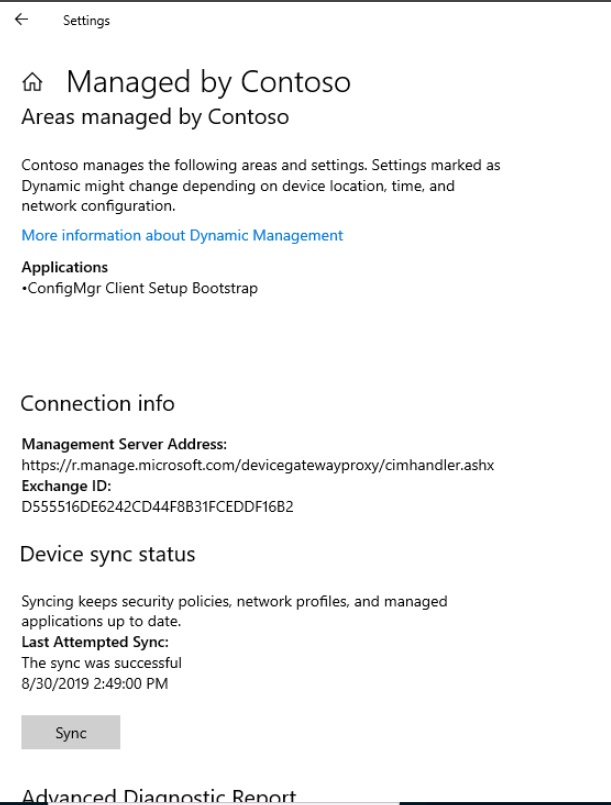 Settings
Managed by Contoso
Areas managed by Contoso
Contoso manages the following areas and settings. Settings marked as
Dynamic might change depending on device location, time, and
network configuration.
More information about Dynamic Management
Applications
•ConfigMgr Client Setup Bootstrap
Connection info
Management Server Address:
https://r.manage.microsoft.com/devicegatewayproxy/cimhandler.ashx
Exchange ID:
D555516DE6242CD44F8B31FCEDDF16B2
Device sync status
Syncing keeps security policies, network profiles, and managed
applications up to date.
Last Attempted Sync:
The sync was successful
8/30/2019 2:49:00 PM
Sync
Advanced Diagnostic Report